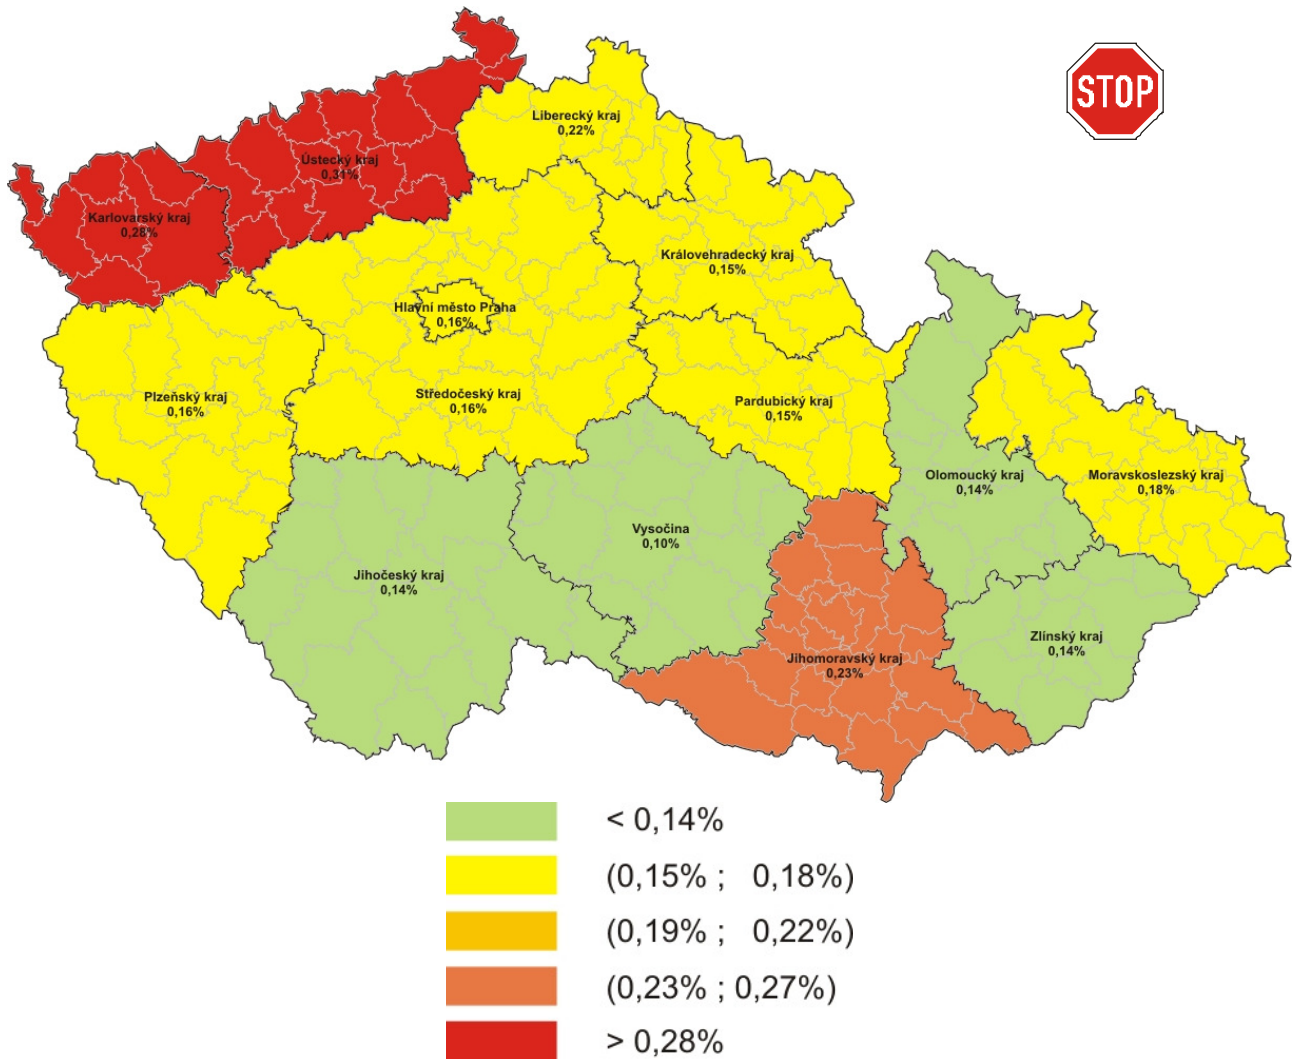 STOP
Liberecký kraj
0,22%
Ústecký kraj
0,31%
Karlovarský kraj
0,28%
Královehradecký kraj
0,15%
Hlavní město Praha
0,16%
Plzeňský kraj
0,16%
Středočeský kraj
0,16%
Pardubický kraj
0,15%
Olomoucký kraj
0,14%
Moravskoslezský kraj
0,18%
Vysočina
0,10%
Jihočeský kraj
0,14%
Zlínský kraj
0,14%
Jihomoravský kraj
0,23%
< 0,14%
(0,15% ; 0,18%)
(0,19% ; 0,22%)
(0,23% ; 0,27%)
> 0,28%